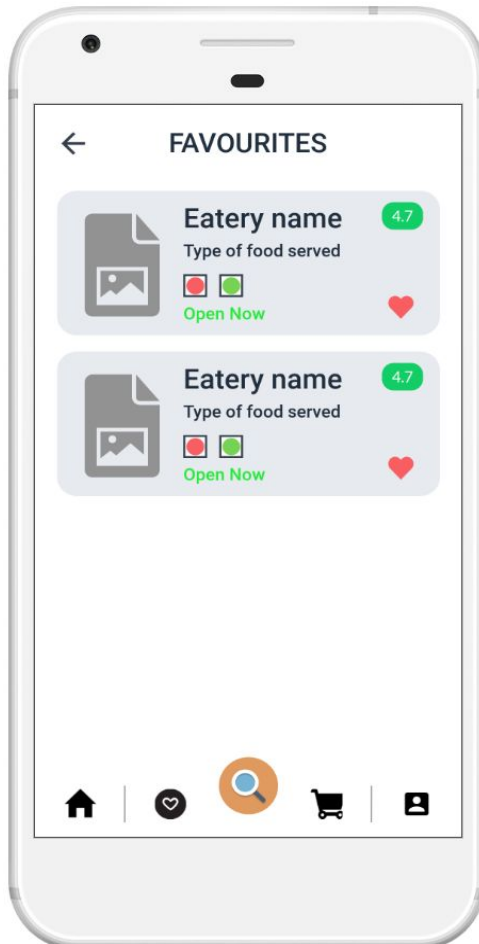 FAVOURITES
Eatery name
4.7
Type of food served
Open Now
Eatery name
4.7
Type of food served
Open Now